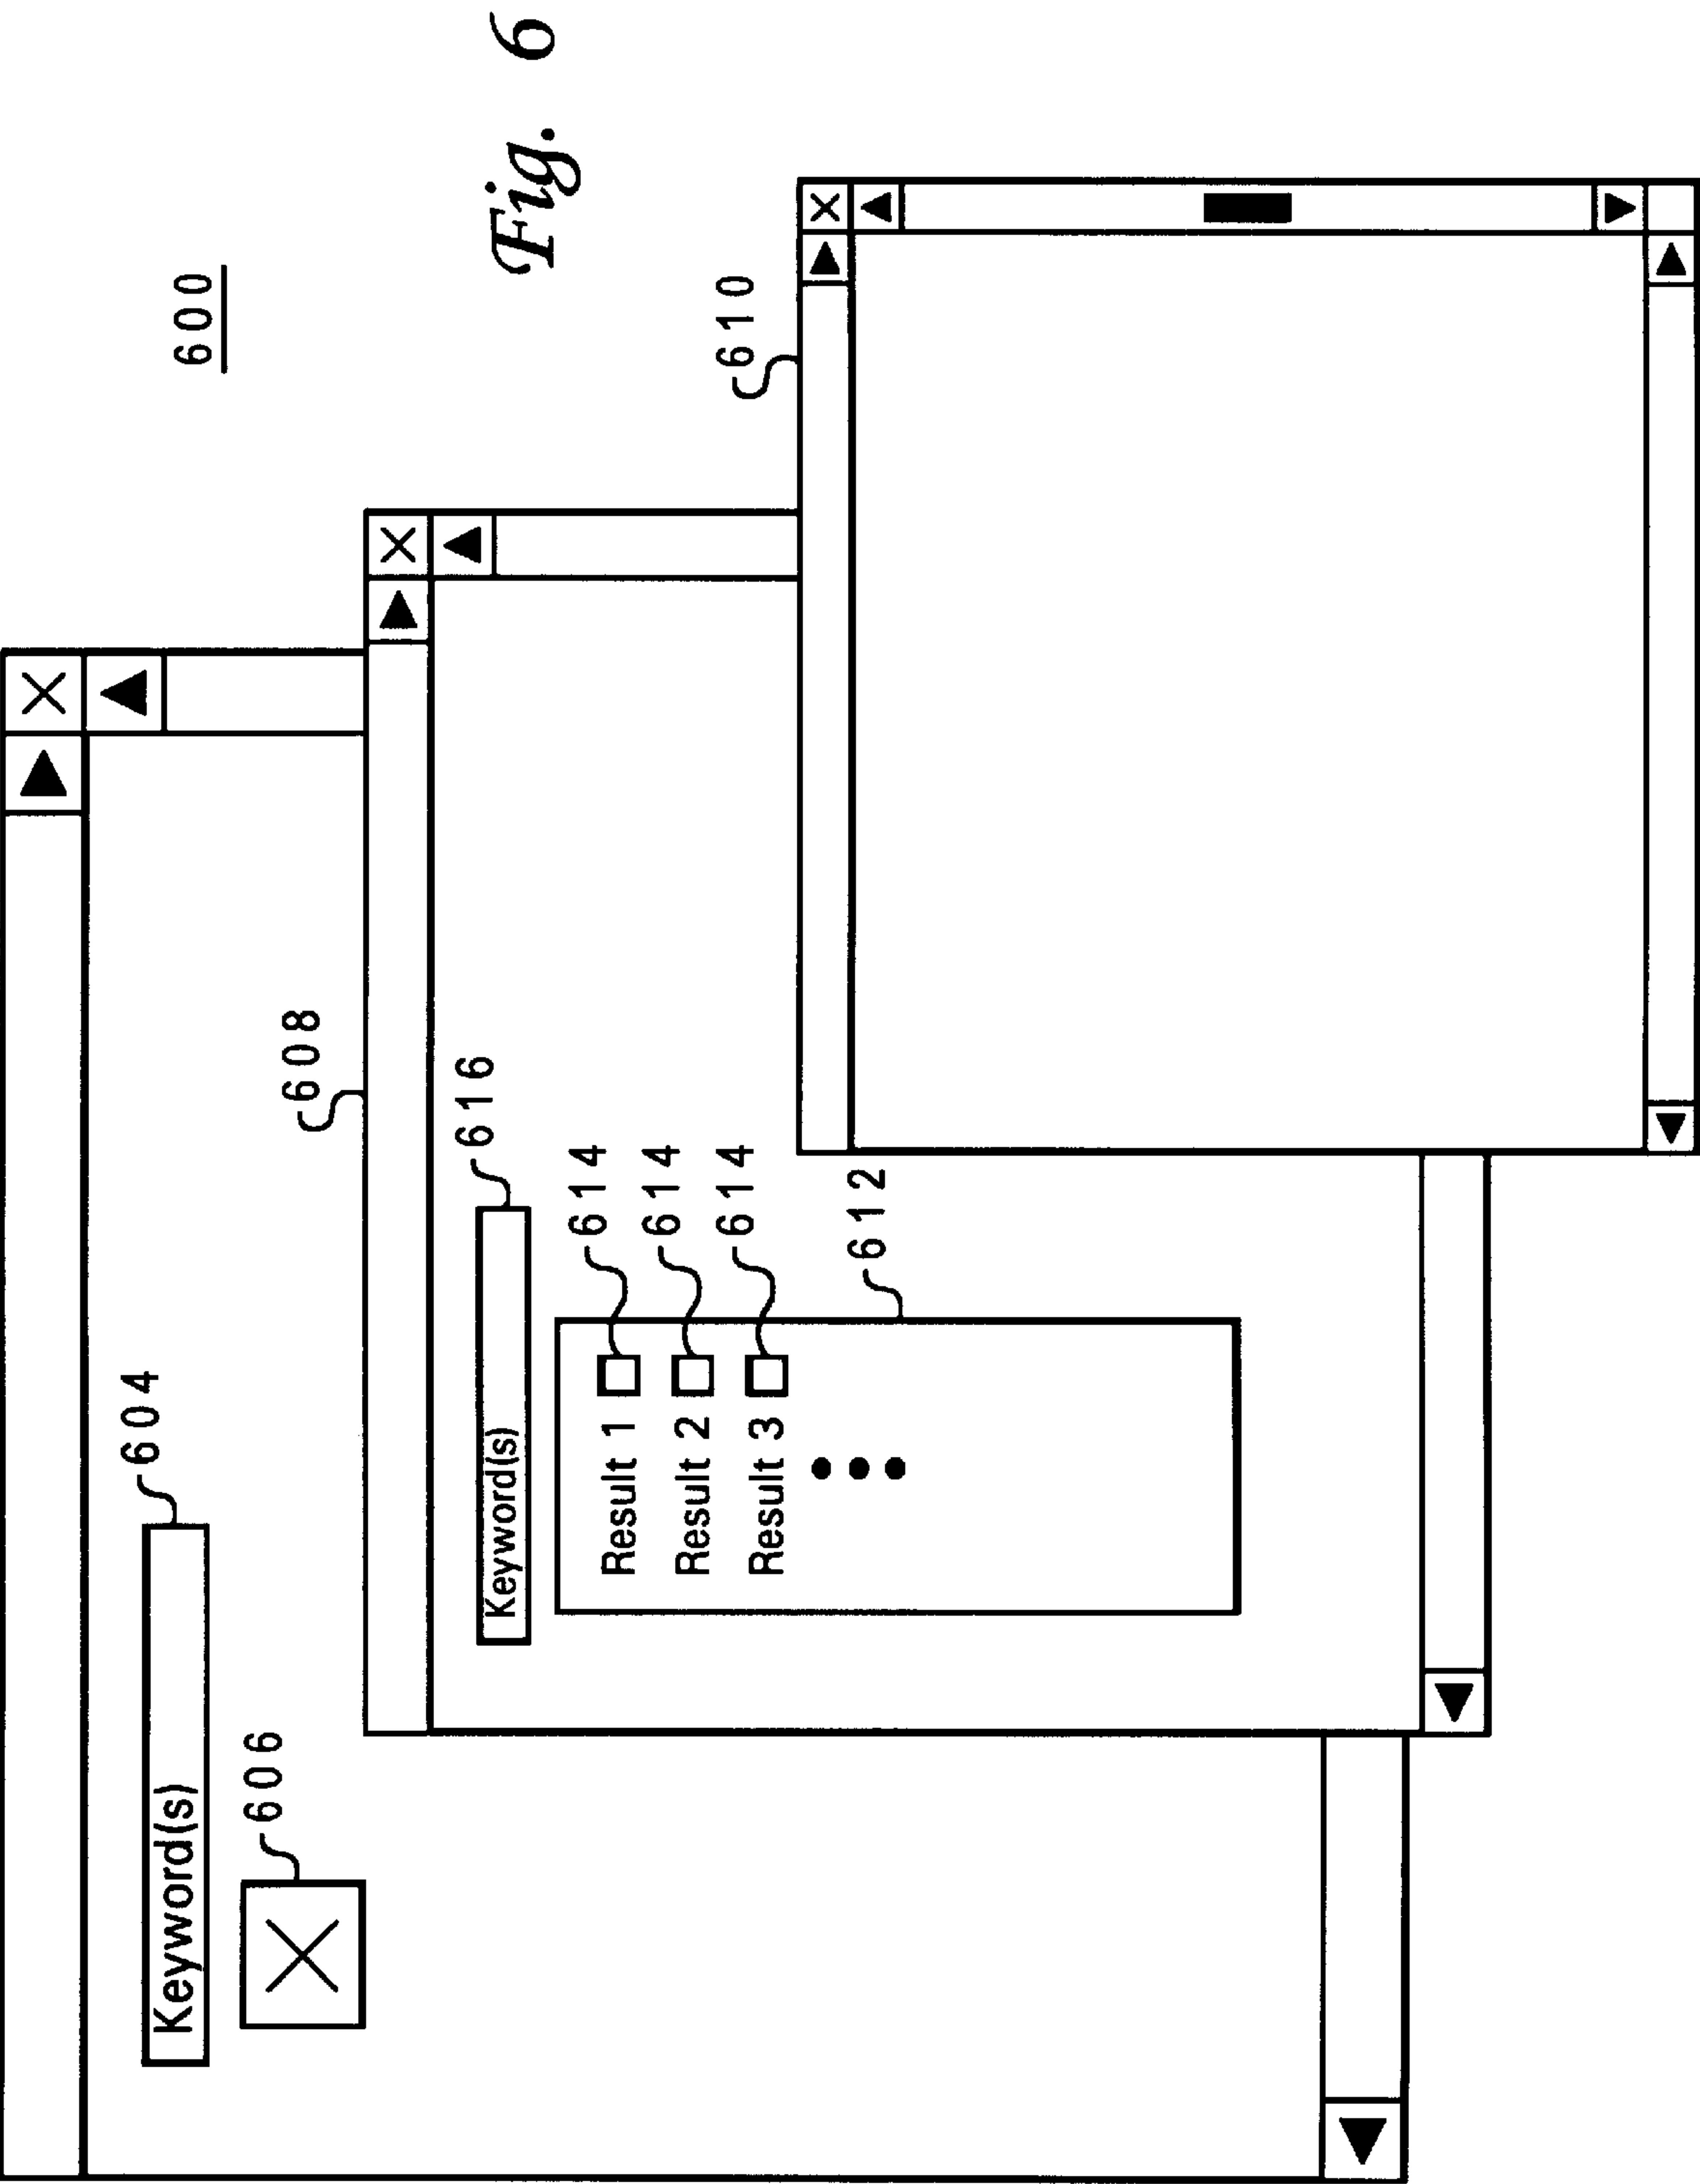 600
Fig. 6
604
Keyword(s)
606
608
610
616
Keyword(s)
Result 1 614
Result 2 614
Result 3 614
612